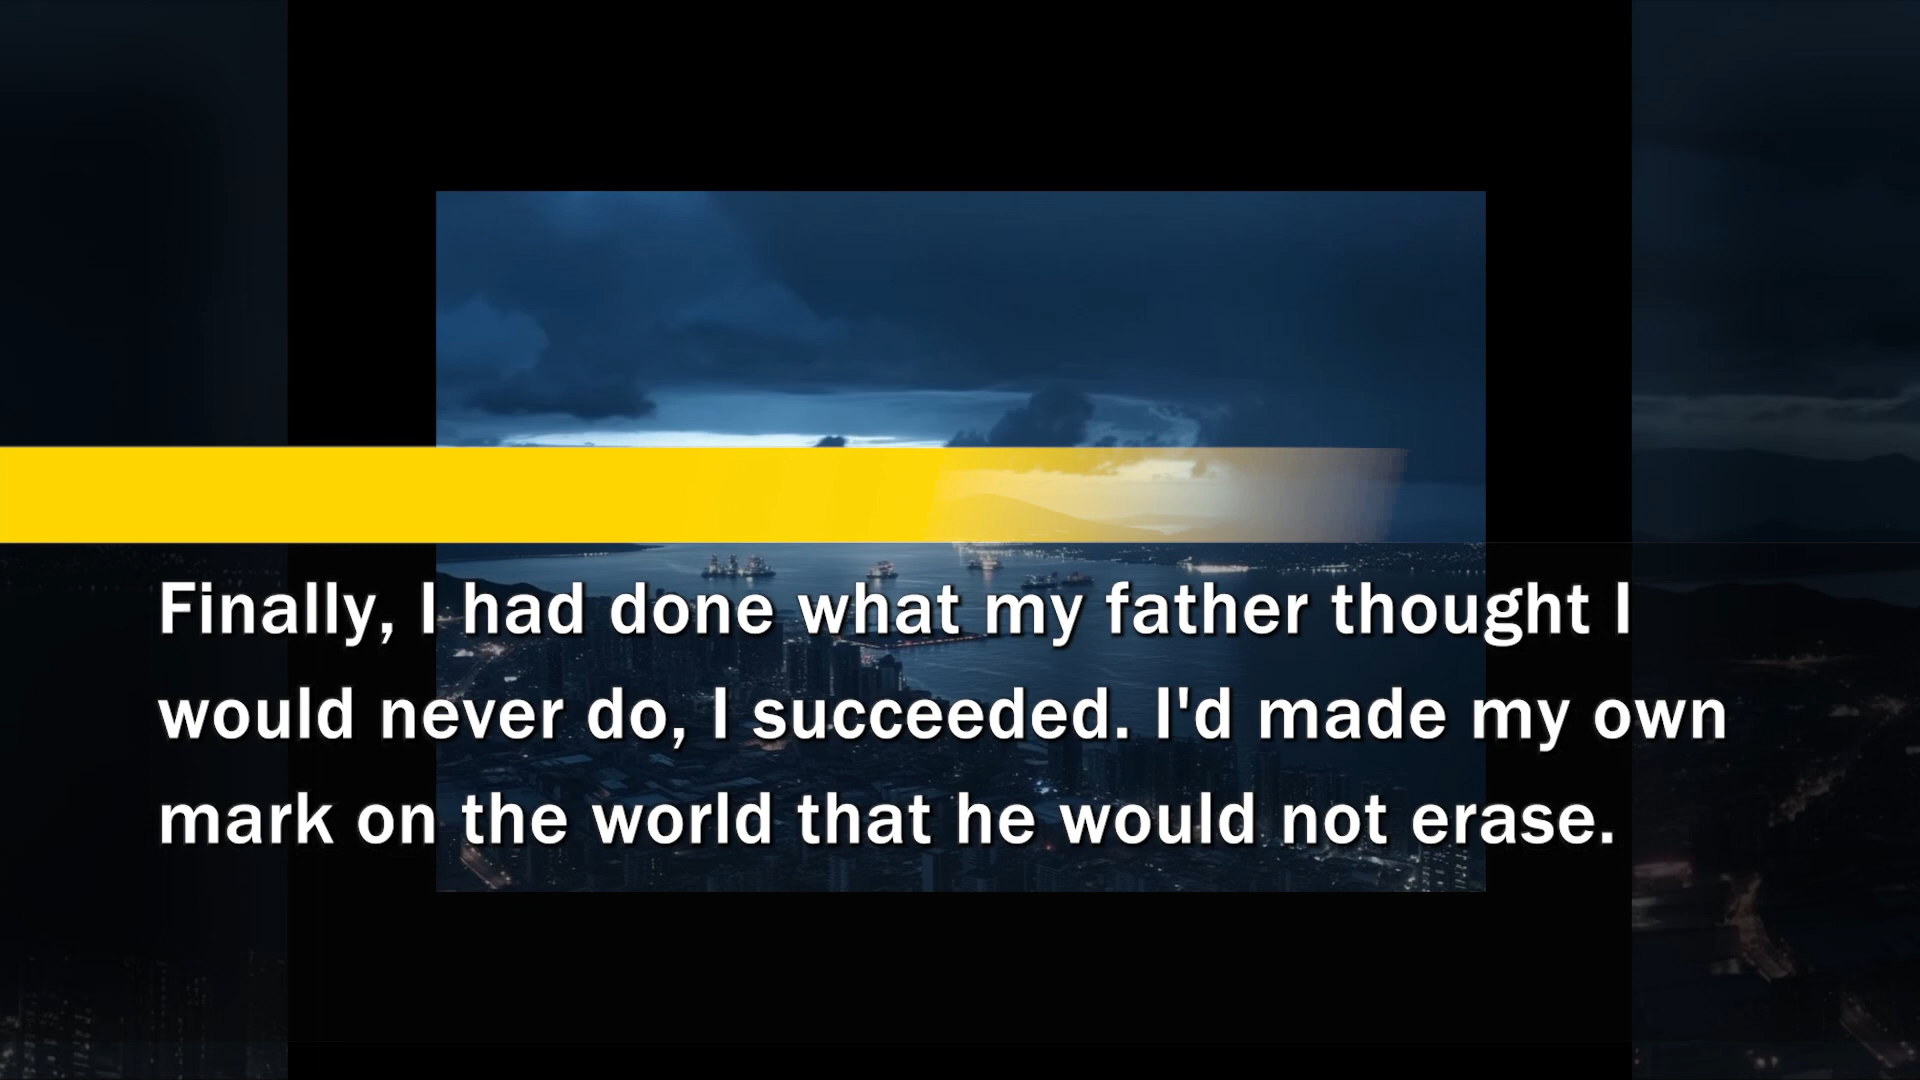 Finally, I had done what my father thought I
would never do, I succeeded. I'd made my own
mark on the world that he would not erase.